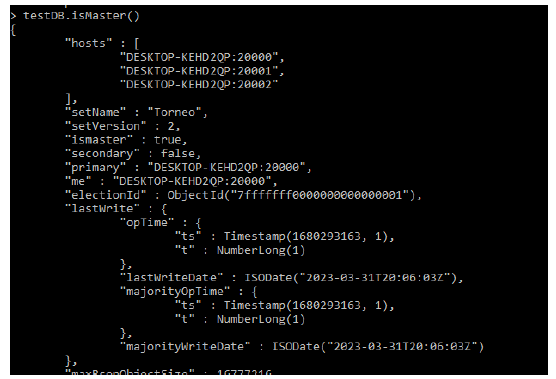 > testDB.isMaster()
{
"hosts" : [
"DESKTOP-KEHD2QP:20000",
"DESKTOP-KEHD2QP:20001",
"DESKTOP-KEHD2QP:20002"
],
"setName" : "Torneo",
"setVersion" : 2,
"ismaster" : true,
"secondary" : false,
"primary" : "DESKTOP-KEHD2QP:20000",
"me" : "DESKTOP-KEHD2QP:20000",
"electionId" : ObjectId("7fffffff0000000000000001"),
"lastWrite" : {
"opTime" : {
"ts" : Timestamp(1680293163, 1),
"t" : NumberLong(1)
},
"lastWriteDate" : ISODate("2023-03-31T20:06:03Z"),
"majorityOpTime" : {
"ts" : Timestamp(1680293163, 1),
"t" : NumberLong(1)
},
"majorityWriteDate" : ISODate("2023-03-31T20:06:03Z")
},
"maxBsonObjectSize" : 16777216,